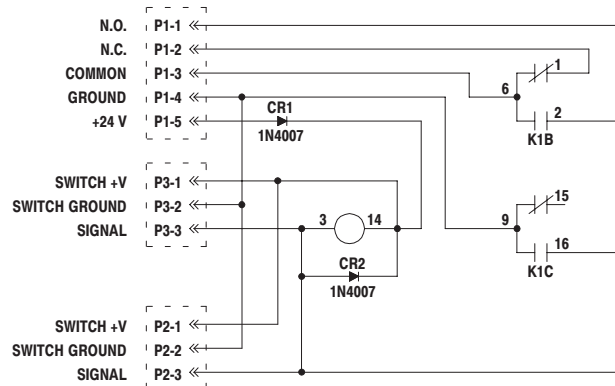 N.O. P1-1
N.C. P1-2 1
COMMON P1-3 6
GROUND P1-4 CR1 2
+24 V P1-5 1N4007 K1B
SWITCH +V P3-1
SWITCH GROUND P3-2 15
SIGNAL P3-3 3 14 9 16
CR2 K1C
1N4007
SWITCH +V P2-1
SWITCH GROUND P2-2
SIGNAL P2-3